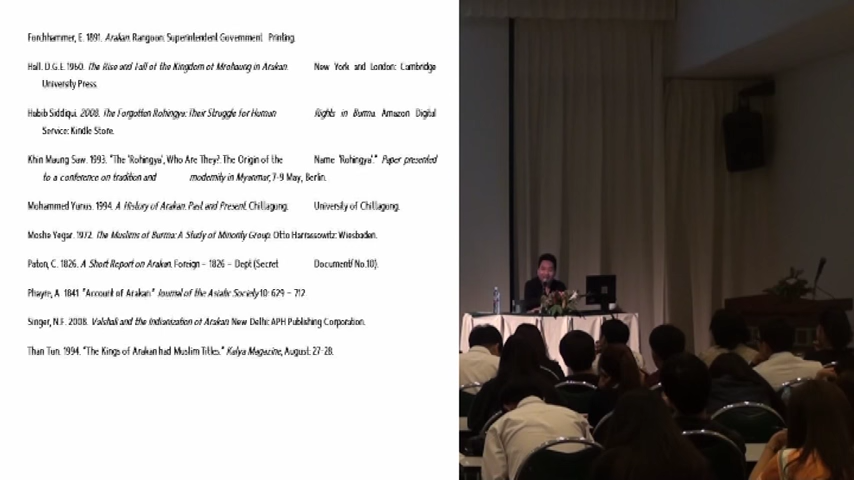 Forchhammer, E. 1891. Arakan. Rangoon. Superintendent Government Printing.
Hall, D.G.E. 1960. The Rise and Fall of the Kingdom of Mrohaung in Arakan. New York and London: Cambridge
University Press.
Habib Siddiqui. 2008. The Forgotten Rohingya: Their Struggle for Human Rights in Burma. Amazon Digital
Service: Kindle Store.
Khin Maung Saw. 1993. "The 'Rohingya', Who Are They?. The Origin of the Name 'Rohingya'." Paper presented
to a conference on tradition and modernity in Myanmar, 7-9 May, Berlin.
Mohammed Yunus. 1994. A History of Arakan. Past and Present. Chittagong: University of Chittagong.
Moshe Yegar. 1972. The Muslims of Burma: A Study of Minority Group. Otto Harrassowitz: Wiesbaden.
Paton, C. 1826. A Short Report on Arakan. Foreign – 1826 – Dept (Secret Document/ No.10).
Phayre, A. 1841. "Account of Arakan." Journal of the Asiatic Society 10: 629 – 712
Singer, N.F. 2008. Vaishali and the Indianization of Arakan. New Delhi: APH Publishing Corporation.
Than Tun. 1994. "The Kings of Arakan had Muslim Titles." Kalya Magazine, August: 27-28.